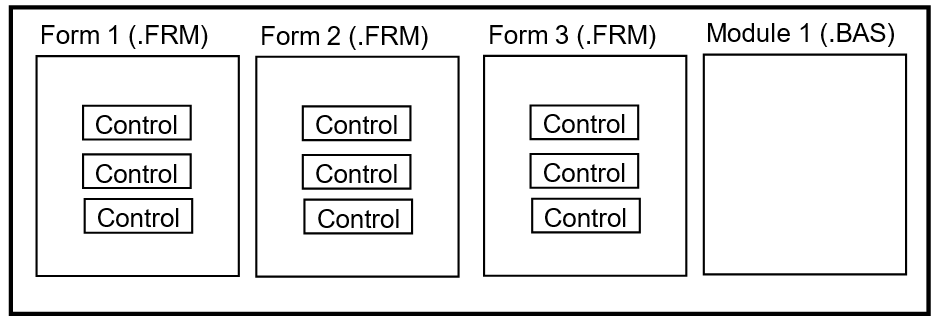 Form 1 (.FRM)
Form 2 (.FRM)
Form 3 (.FRM)
Module 1 (.BAS)
Control
Control
Control
Control
Control
Control
Control
Control
Control